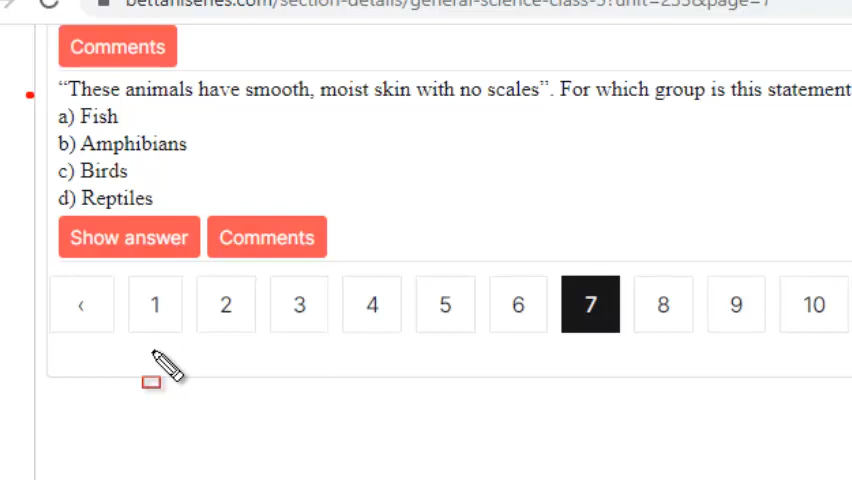 Comments
“These animals have smooth, moist skin with no scales”. For which group is this statement
a) Fish
b) Amphibians
c) Birds
d) Reptiles
Show answer Comments
‹ 1 2 3 4 5 6 7 8 9 10